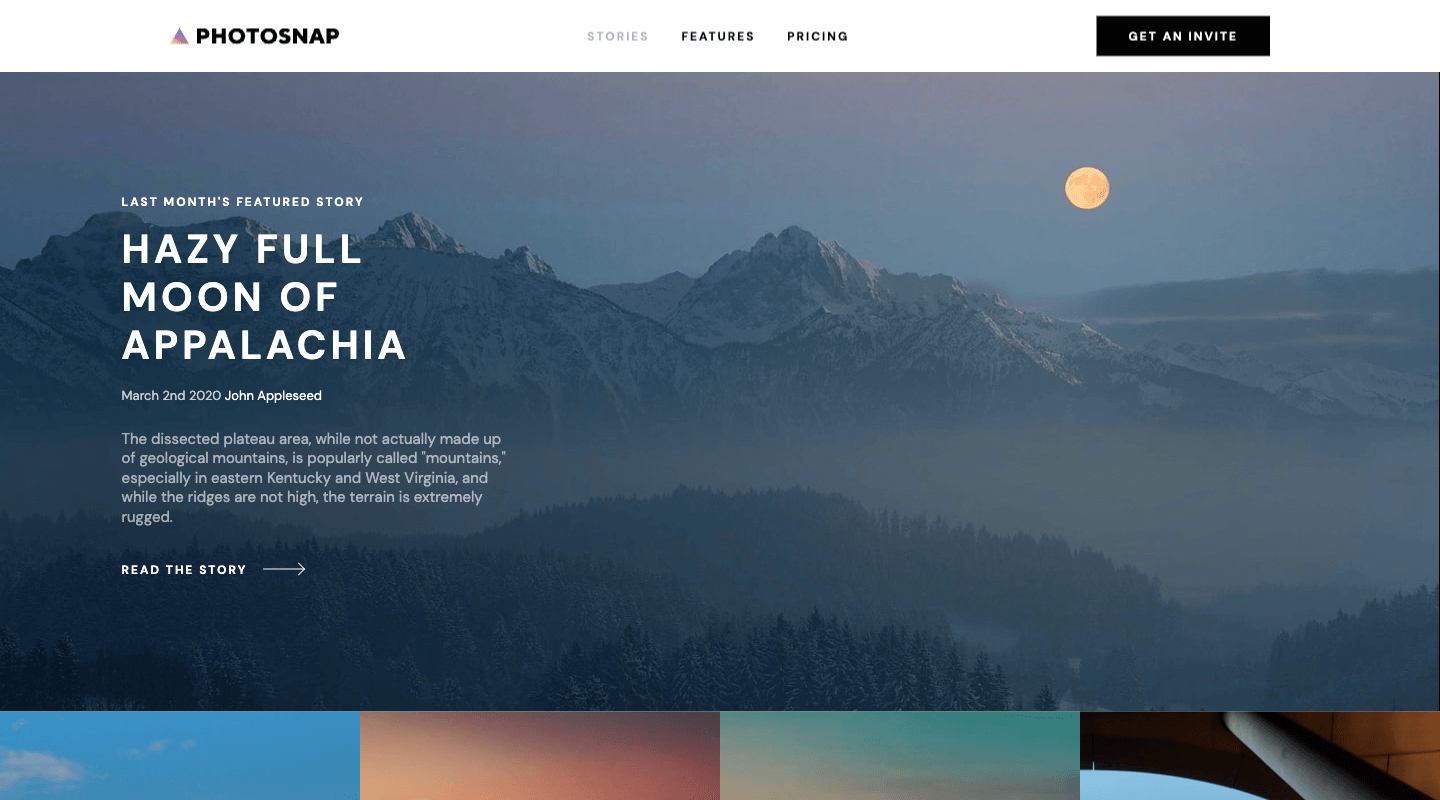 PHOTOSNAP
STORIES FEATURES PRICING
GET AN INVITE
LAST MONTH'S FEATURED STORY
HAZY FULL
MOON OF
APPALACHIA
March 2nd 2020 John Appleseed
The dissected plateau area, while not actually made up
of geological mountains, is popularly called "mountains,"
especially in eastern Kentucky and West Virginia, and
while the ridges are not high, the terrain is extremely
rugged.
READ THE STORY